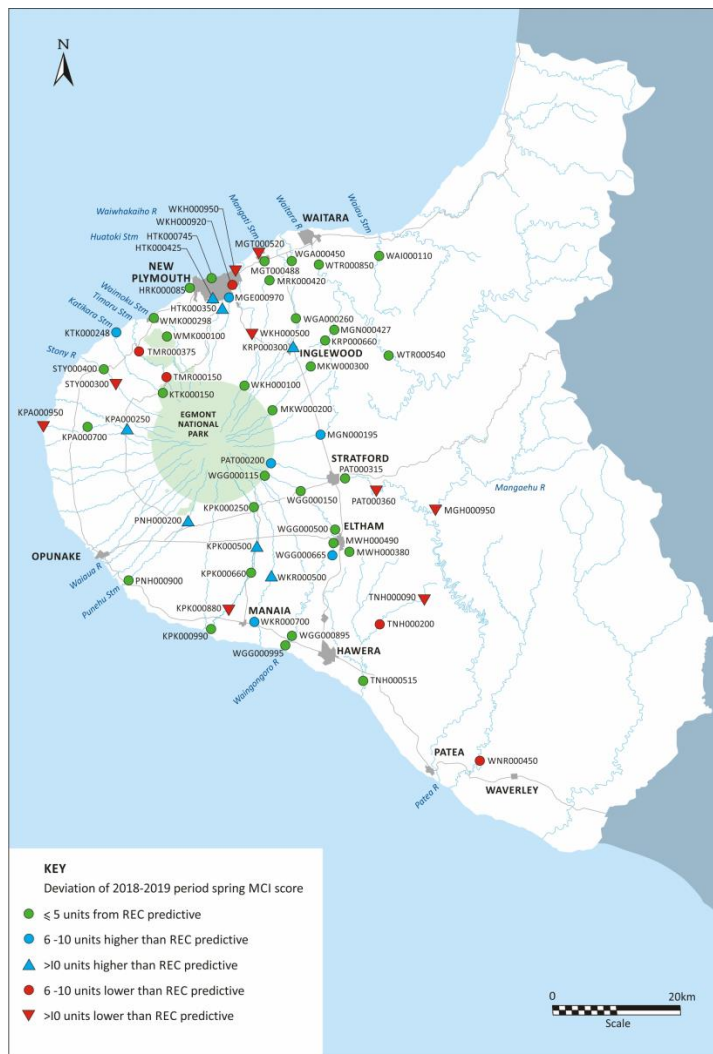 N
WKH000950
Waiwhakaiho R
WKH000920
HTK000745
Huatoki Stm
HTK000425
Mangati Stm
MGT000520
Waitara R
WAITARA
Waiau Stm
WGA000450
WAI000110
WTR000850
MGT000488
MRK000420
NEW
PLYMOUTH
HRK000085
MGE000970
HTK000350
Waimoku Stm
WMK000298
Timaru Stm
Katikara Stm
WGA000260
KTK000248
WMK000100
WKH000500
MGN000427
KRP000660
KRP000300
INGLEWOOD
TMR000375
WTR000540
Stony R
STY000400
MKW000300
STY000300
TMR000150
KTK000150
WKH000100
EGMONT
NATIONAL
PARK
MKW000200
KPA000950
KPA000250
KPA000700
MGN000195
PAT000200
STRATFORD
WGG000115
PAT000315
WGG000150
PAT000360
Mangaehu R
KPK000250
MGH000950
PNH000200
WGG000500
ELTHAM
MWH000490
KPK000500
WGG000665
MWH000380
OPUNAKE
Waiaua R
KPK000660
WKR000500
PNH000900
Punehu Stm
TNH000090
KPK000880
MANAIA
TNH000200
WKR000700
KPK000990
WGG000895
WGG000995
HAWERA
Waingongoro R
TNH000515
PATEA
WNR000450
WAVERLEY
Patea R
KEY
Deviation of 2018-2019 period spring MCI score
⩽ 5 units from REC predictive
6 -10 units higher than REC predictive
>I0 units higher than REC predictive
6 -10 units lower than REC predictive
>I0 units lower than REC predictive
0 20km
Scale